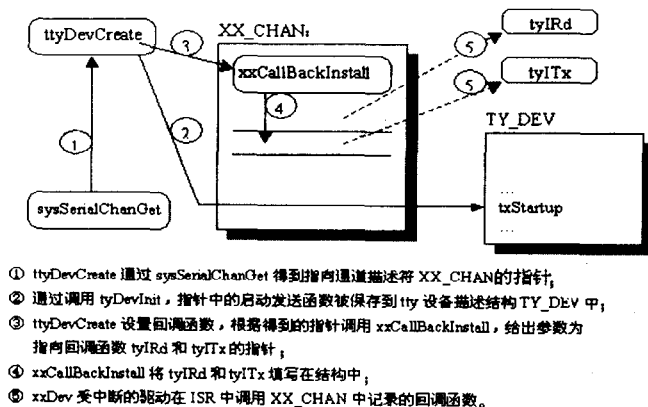 ttyDevCreate
③
XX_CHAN:
xxCallBackInstall
④
⑤
tyIRd
⑤
tyITx
①
②
TY_DEV
...
txStartup
...
sysSerialChanGet
① ttyDevCreate 通过 sysSerialChanGet 得到指向通道描述符 XX_CHAN的指针;
② 通过调用 tyDevInit,指针中的启动发送函数被保存到 tty 设备描述结构 TY_DEV 中;
③ ttyDevCreate 设置回调函数,根据得到的指针调用 xxCallBackInstall,给出参数为
指向回调函数 tyIRd 和 tyITx 的指针;
④ xxCallBackInstall 将 tyIRd 和 tyITx 填写在结构中;
⑤ xxDev 受中断的驱动在 ISR 中调用 XX_CHAN 中记录的回调函数。